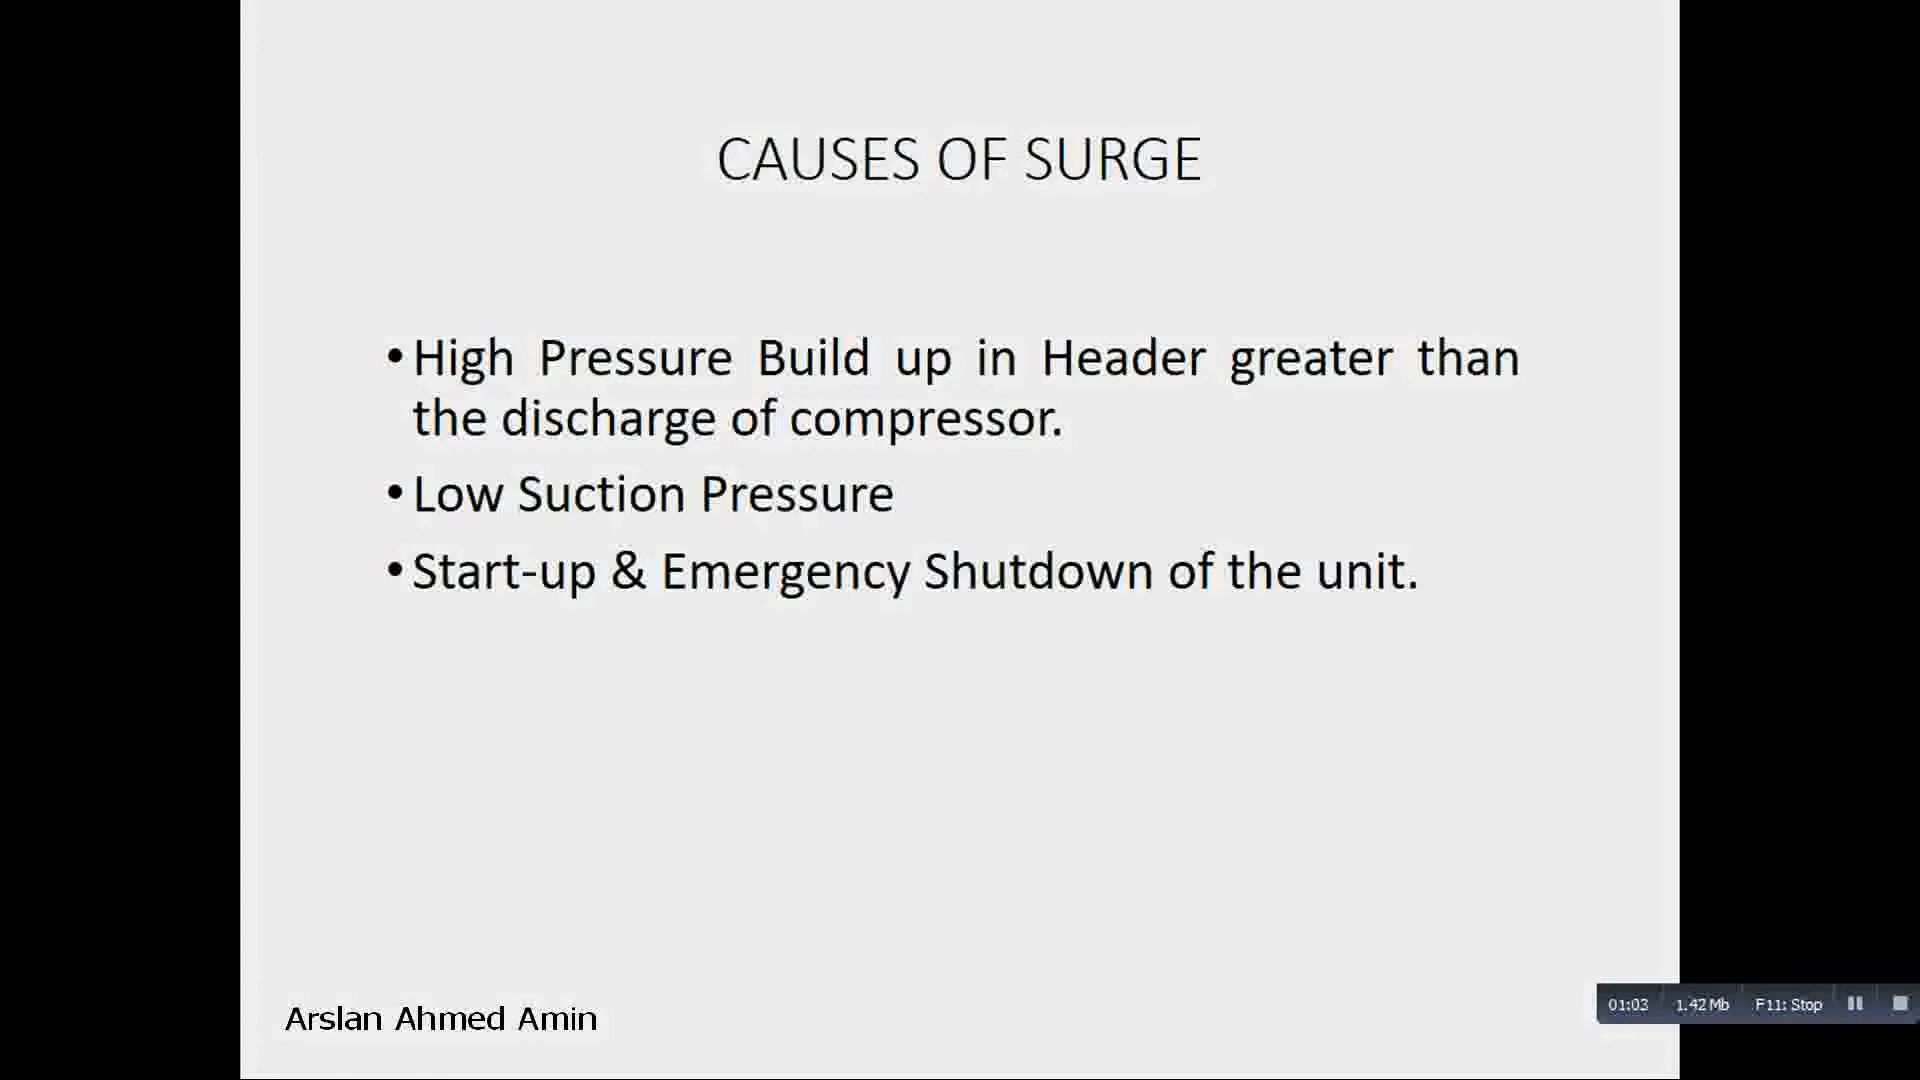 CAUSES OF SURGE
•High Pressure Build up in Header greater than
the discharge of compressor.
•Low Suction Pressure
•Start-up & Emergency Shutdown of the unit.
Arslan Ahmed Amin
01:03 1.42 Mb F11: Stop